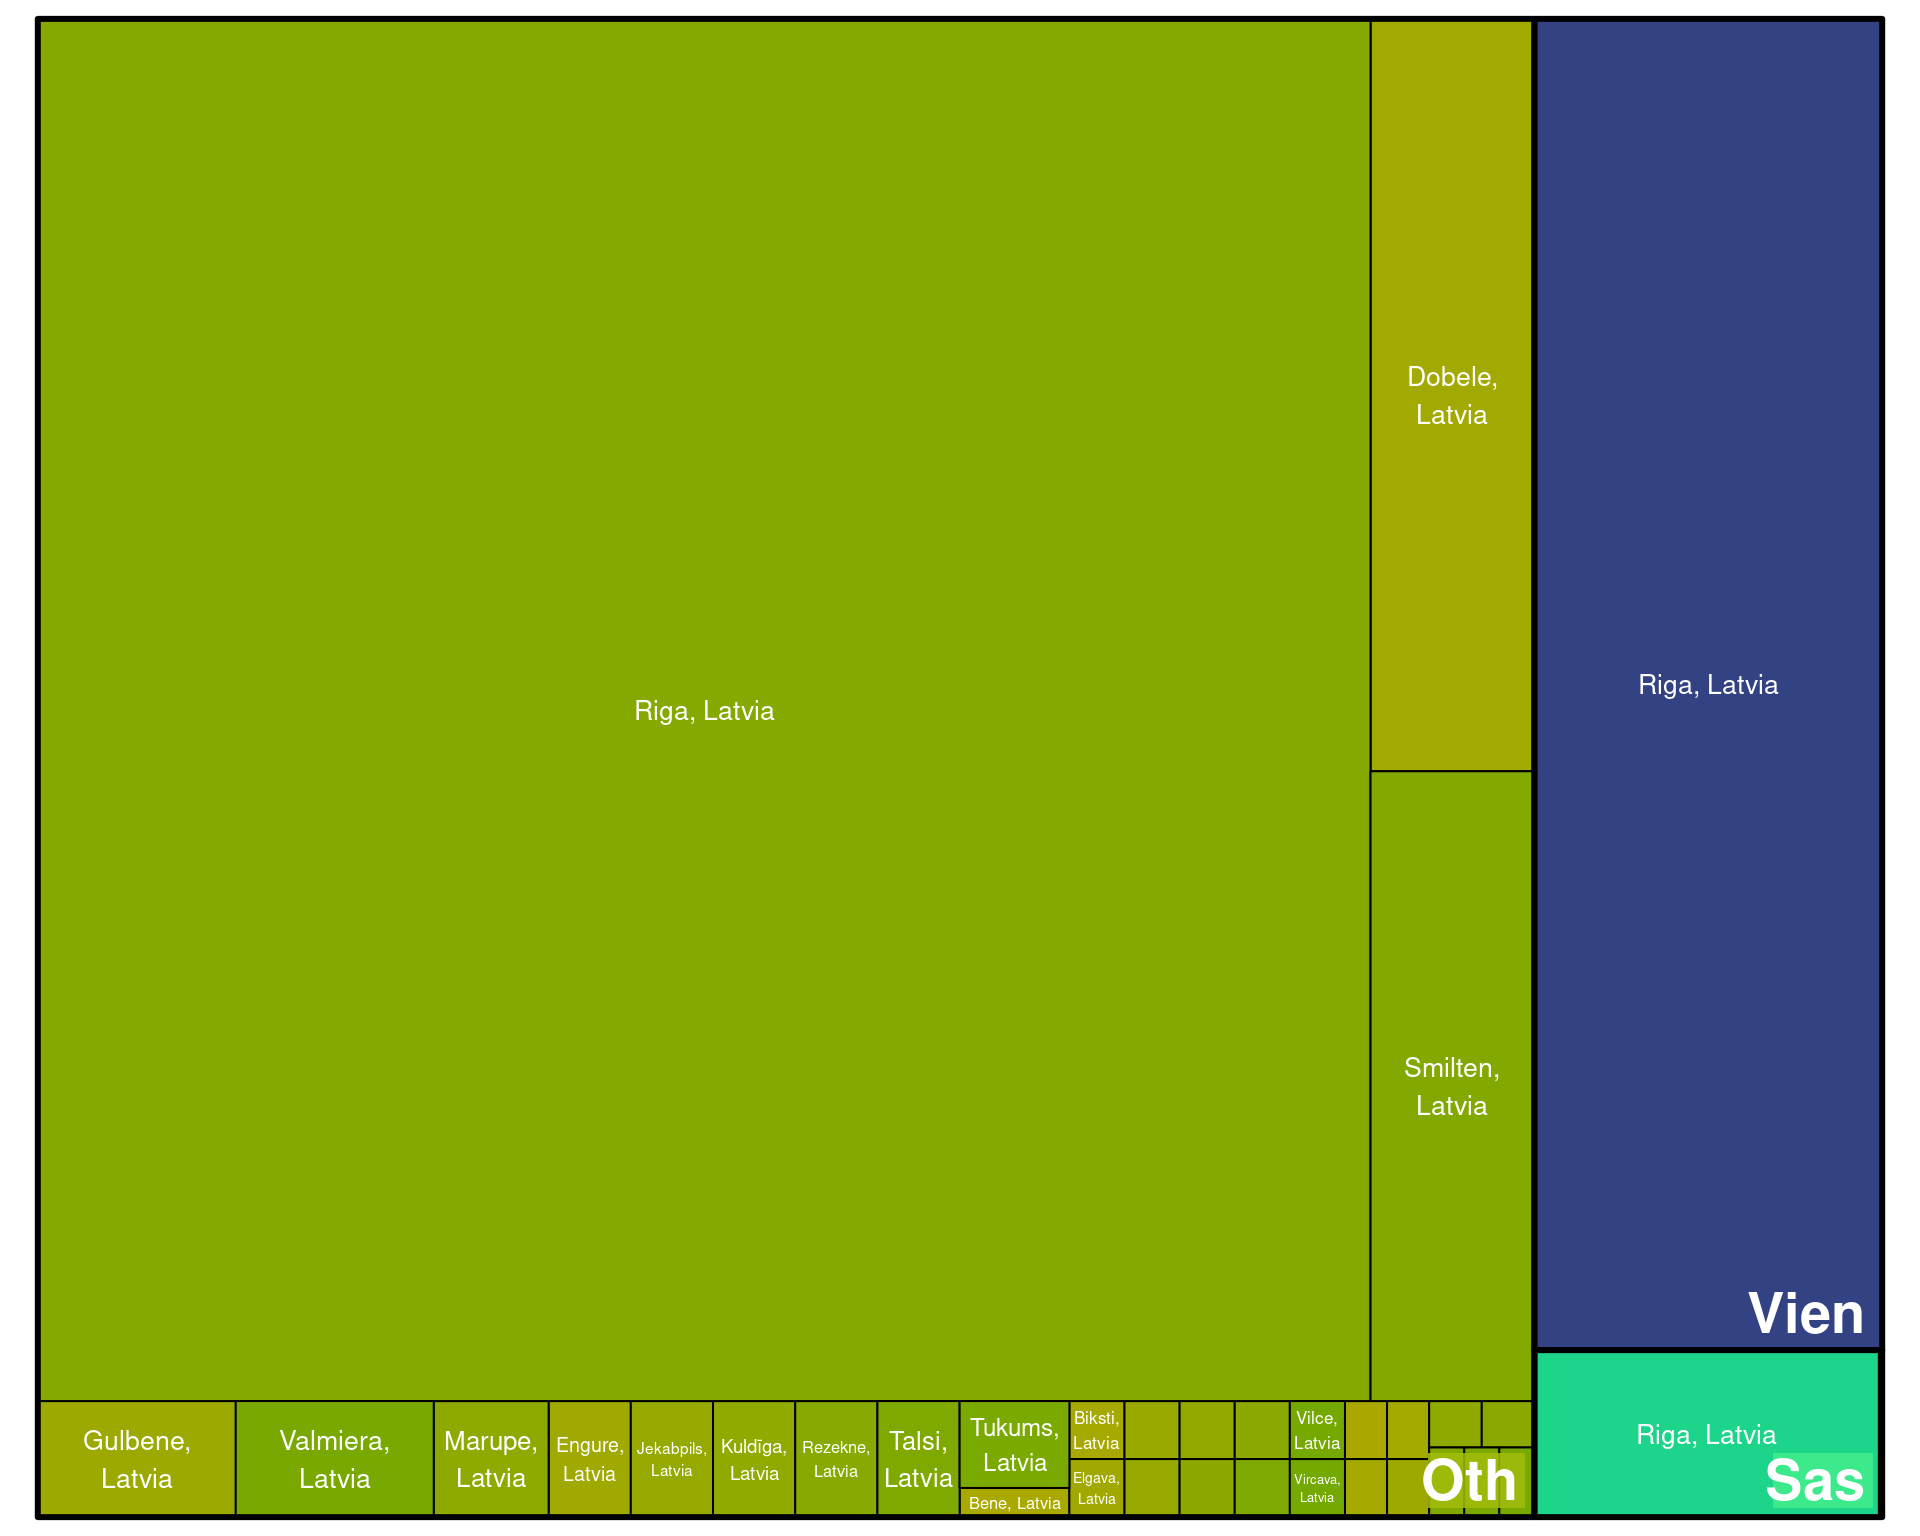 Riga, Latvia
Dobele,
Latvia
Smilten,
Latvia
Gulbene,
Latvia
Valmiera,
Latvia
Marupe,
Latvia
Engure,
Latvia
Jekabpils,
Latvia
Kuldīga,
Latvia
Rezekne,
Latvia
Talsi,
Latvia
Tukums,
Latvia
Bene, Latvia
Biksti,
Latvia
Elgava,
Latvia
Vilce,
Latvia
Vircava,
Latvia
Oth
Riga, Latvia
Vien
Riga, Latvia
Sas